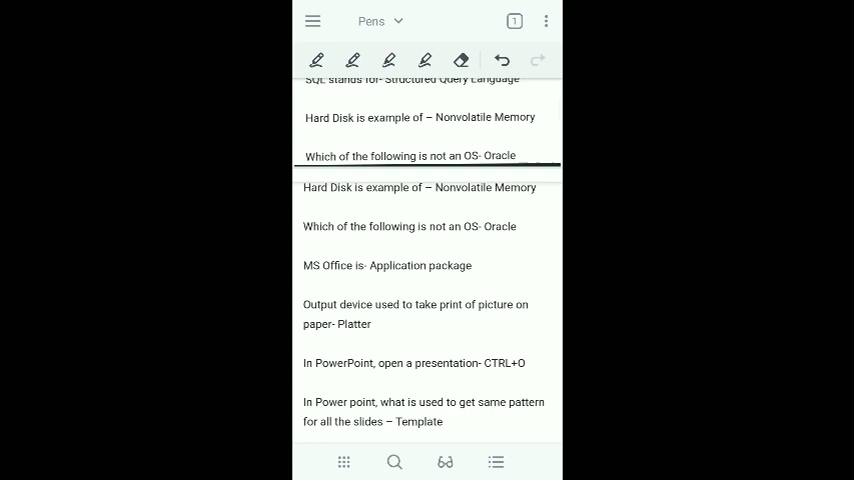 Pens
1
SQL stands for- Structured Query Language
Hard Disk is example of – Nonvolatile Memory
Which of the following is not an OS- Oracle
Hard Disk is example of – Nonvolatile Memory
Which of the following is not an OS- Oracle
MS Office is- Application package
Output device used to take print of picture on
paper- Platter
In PowerPoint, open a presentation- CTRL+O
In Power point, what is used to get same pattern
for all the slides – Template